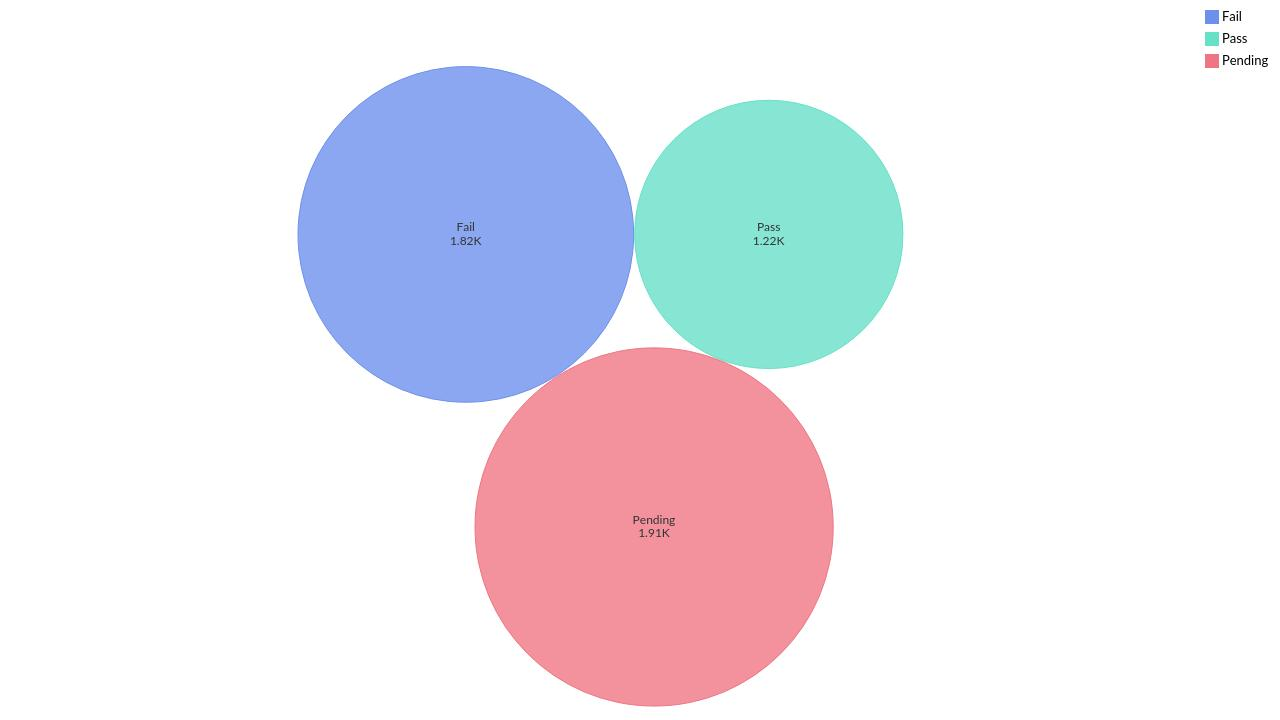 Fail
Pass
Pending
Fail
1.82K
Pass
1.22K
Pending
1.91K